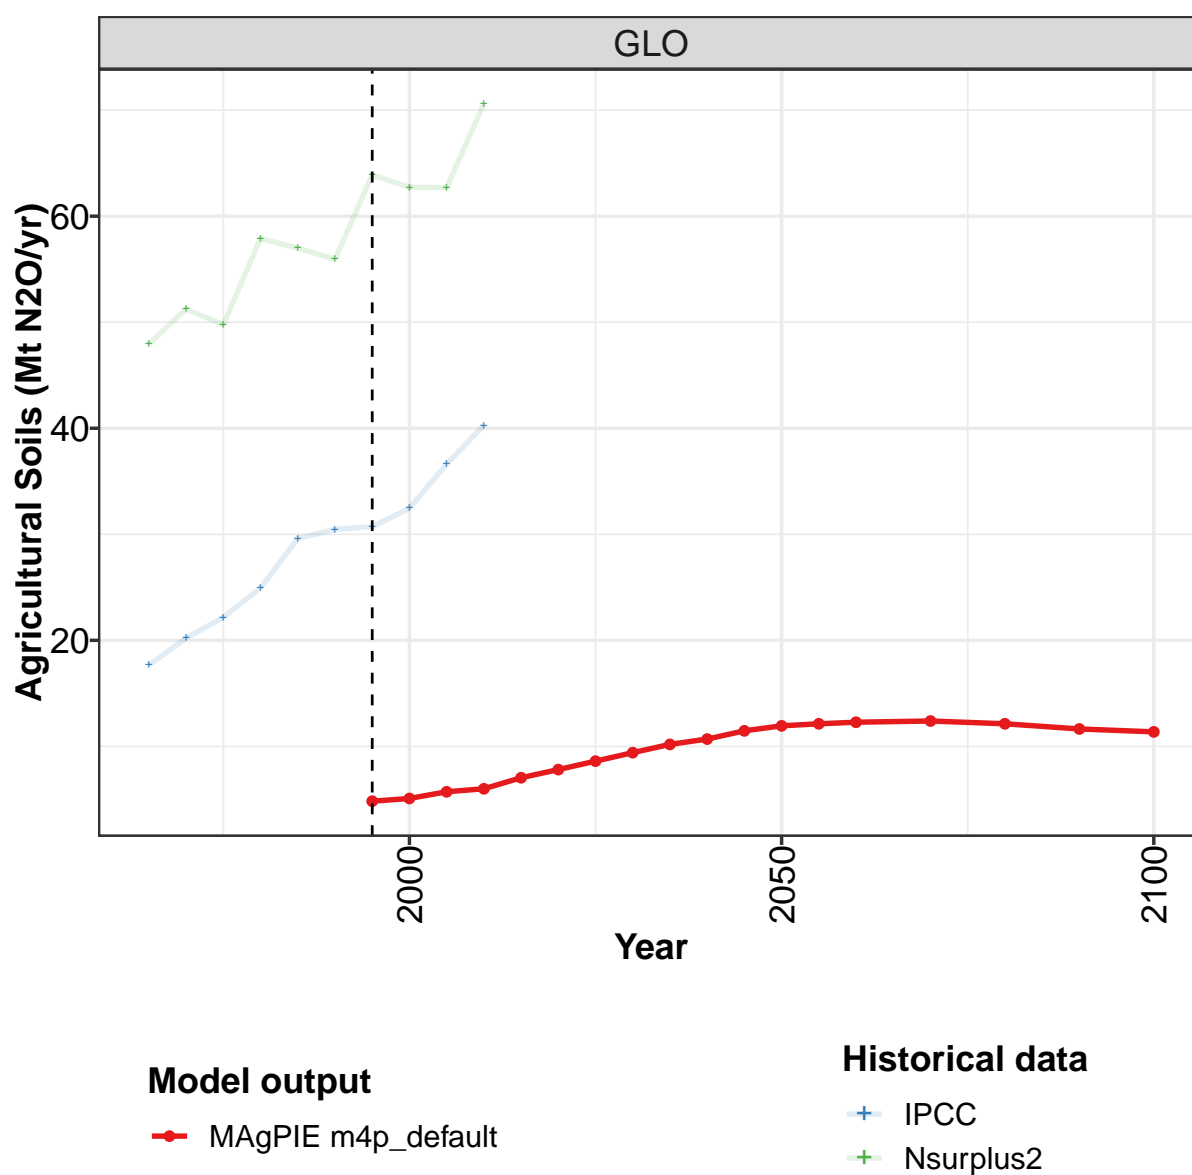 GLO
Agricultural Soils (Mt N2O/yr)
60
40
20
2000
2050
2100
Year
Model output
MAgPIE m4p_default
Historical data
IPCC
Nsurplus2